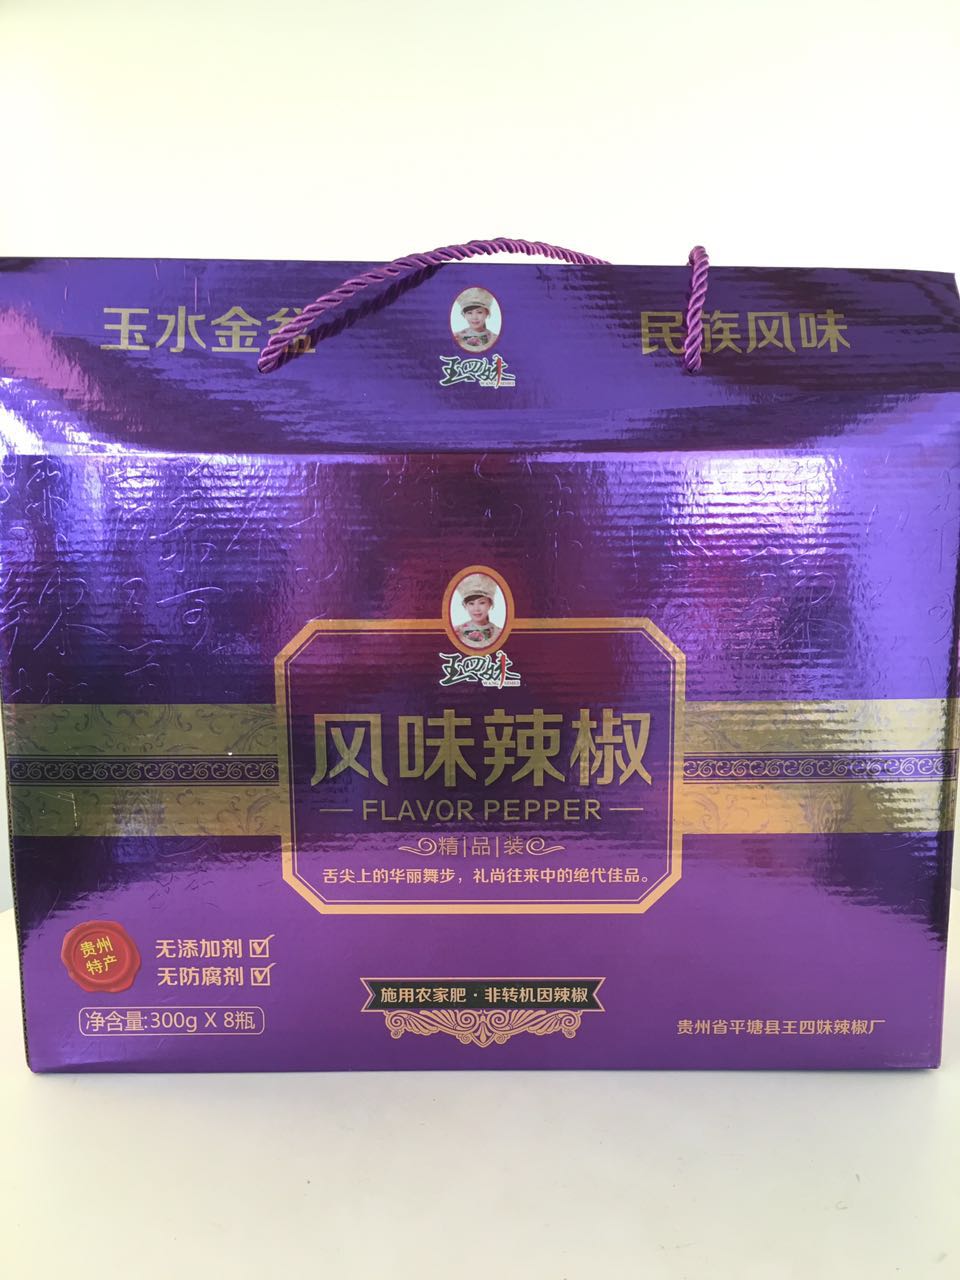 玉水金盆
民族风味
王四妹
WANG SIMEI
王四妹
WANG SIMEI
风味辣椒
FLAVOR PEPPER
精|品|装
舌尖上的华丽舞步，礼尚往来中的绝代佳品。
贵州
特产
无添加剂
无防腐剂
净含量:300g X 8瓶
施用农家肥·非转机因辣椒
贵州省平塘县王四妹辣椒厂